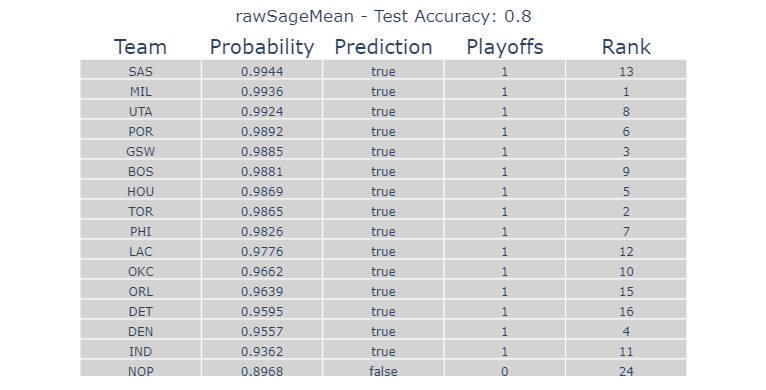 rawSageMean - Test Accuracy: 0.8
Team Probability Prediction Playoffs Rank
SAS 0.9944 true 1 13
MIL 0.9936 true 1 1
UTA 0.9924 true 1 8
POR 0.9892 true 1 6
GSW 0.9885 true 1 3
BOS 0.9881 true 1 9
HOU 0.9869 true 1 5
TOR 0.9865 true 1 2
PHI 0.9826 true 1 7
LAC 0.9776 true 1 12
OKC 0.9662 true 1 10
ORL 0.9639 true 1 15
DET 0.9595 true 1 16
DEN 0.9557 true 1 4
IND 0.9362 true 1 11
NOP 0.8968 false 0 24